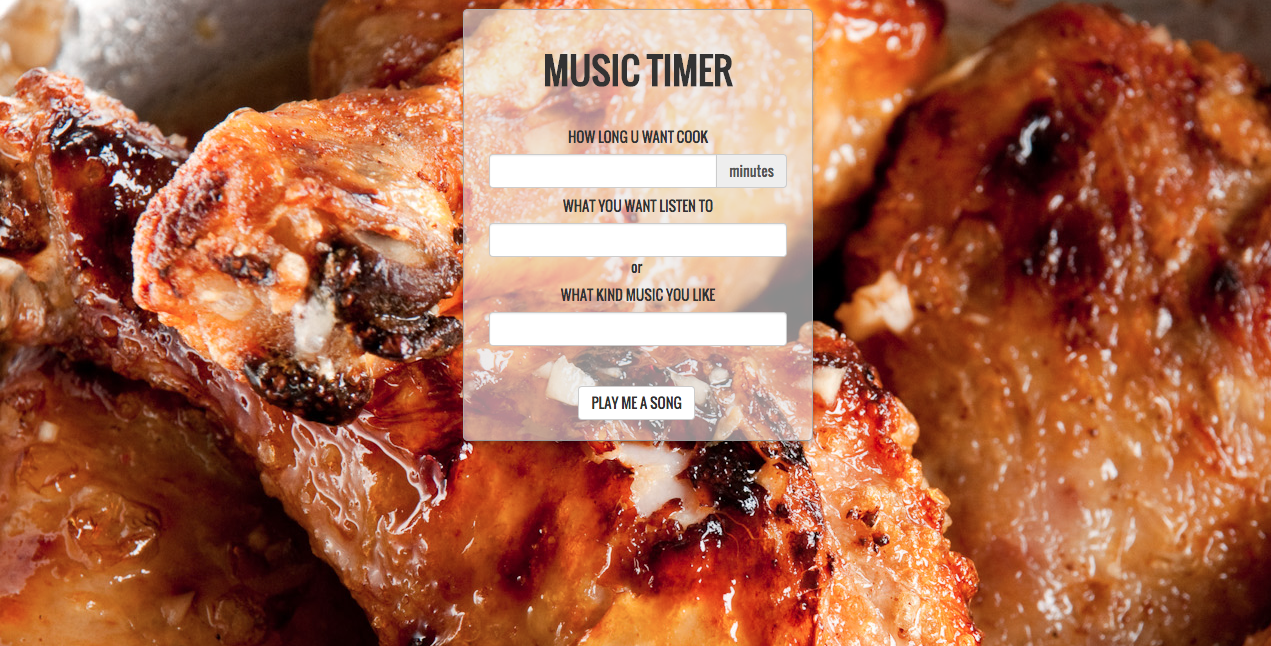 MUSIC TIMER
HOW LONG U WANT COOK
minutes
WHAT YOU WANT LISTEN TO
or
WHAT KIND MUSIC YOU LIKE
PLAY ME A SONG